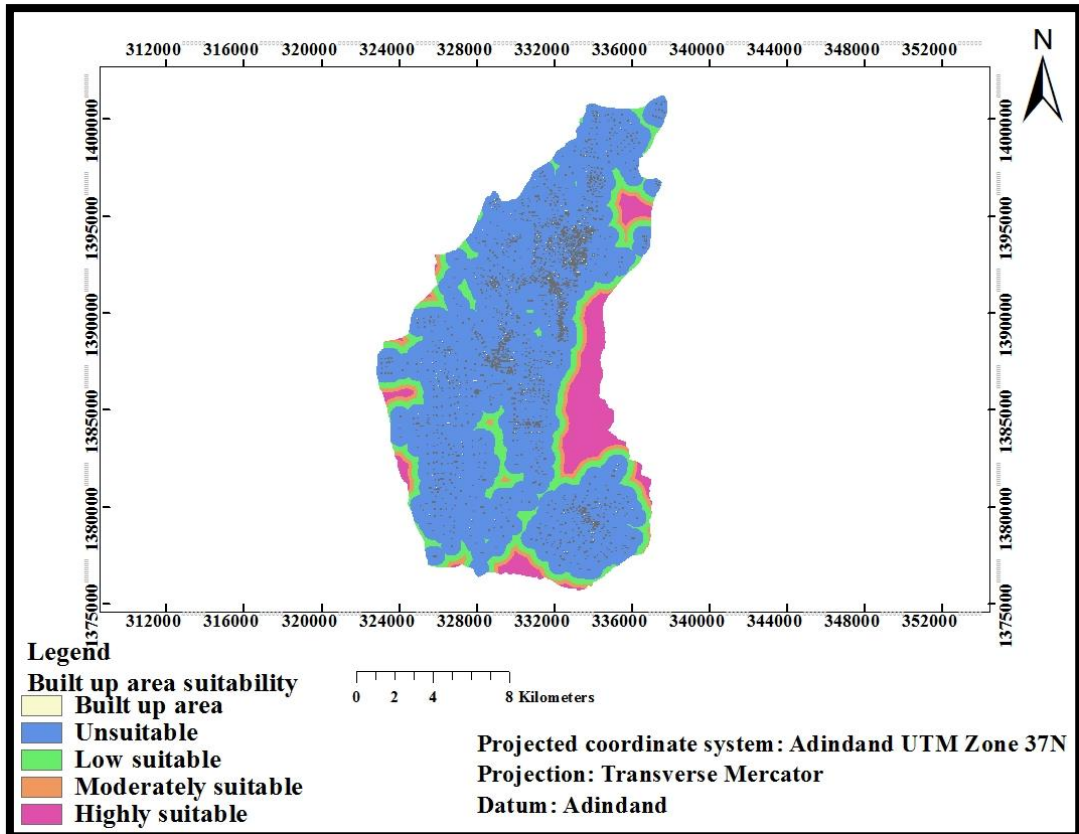 312000 316000 320000 324000 328000 332000 336000 340000 344000 348000 352000
N
1400000 1400000
1395000 1395000
1390000 1390000
1385000 1385000
1380000 1380000
1375000 1375000
312000 316000 320000 324000 328000 332000 336000 340000 344000 348000 352000
Legend
Built up area suitability
Built up area
Unsuitable
Low suitable
Moderately suitable
Highly suitable
0 2 4 8 Kilometers
Projected coordinate system: Adindand UTM Zone 37N
Projection: Transverse Mercator
Datum: Adindand